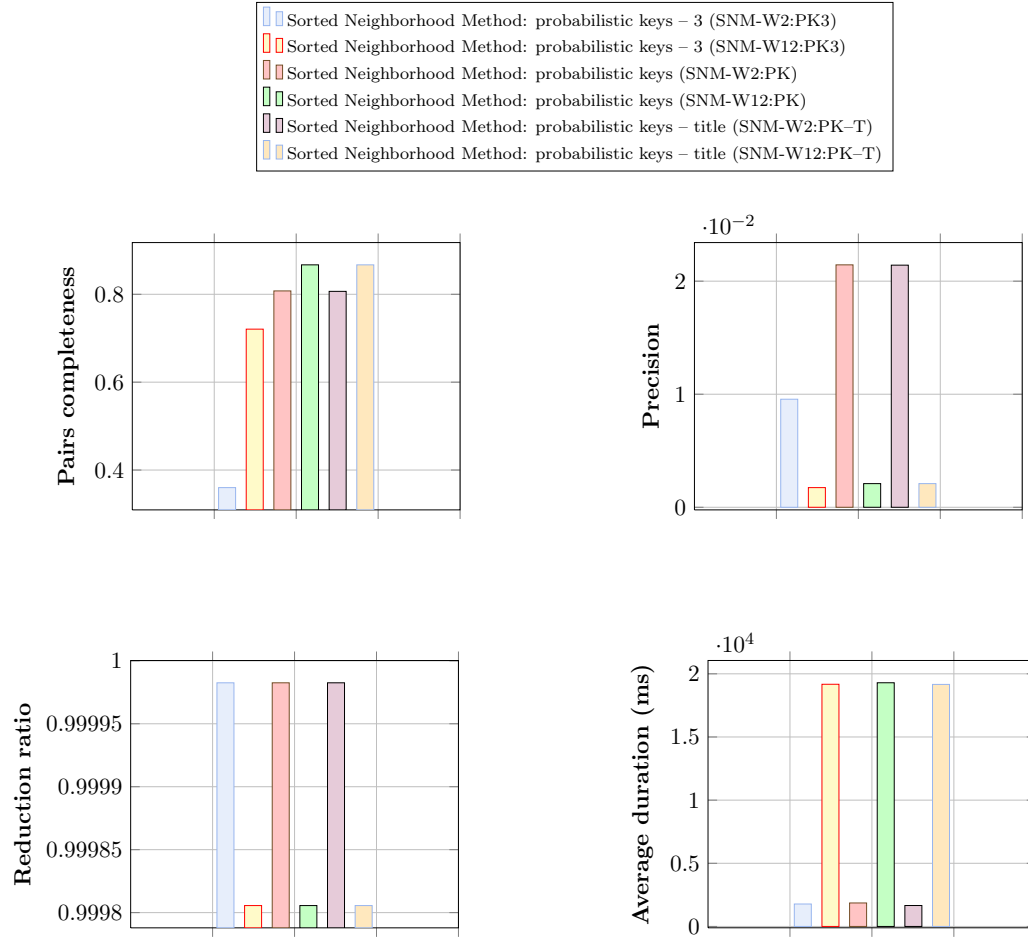 Sorted Neighborhood Method: probabilistic keys – 3 (SNM-W2:PK3)
Sorted Neighborhood Method: probabilistic keys – 3 (SNM-W12:PK3)
Sorted Neighborhood Method: probabilistic keys (SNM-W2:PK)
Sorted Neighborhood Method: probabilistic keys (SNM-W12:PK)
Sorted Neighborhood Method: probabilistic keys – title (SNM-W2:PK–T)
Sorted Neighborhood Method: probabilistic keys – title (SNM-W12:PK–T)
Pairs completeness
0.8
0.6
0.4
Precision
·10−2
2
1
0
Reduction ratio
1
0.99995
0.9999
0.99985
0.9998
Average duration (ms)
·104
2
1.5
1
0.5
0